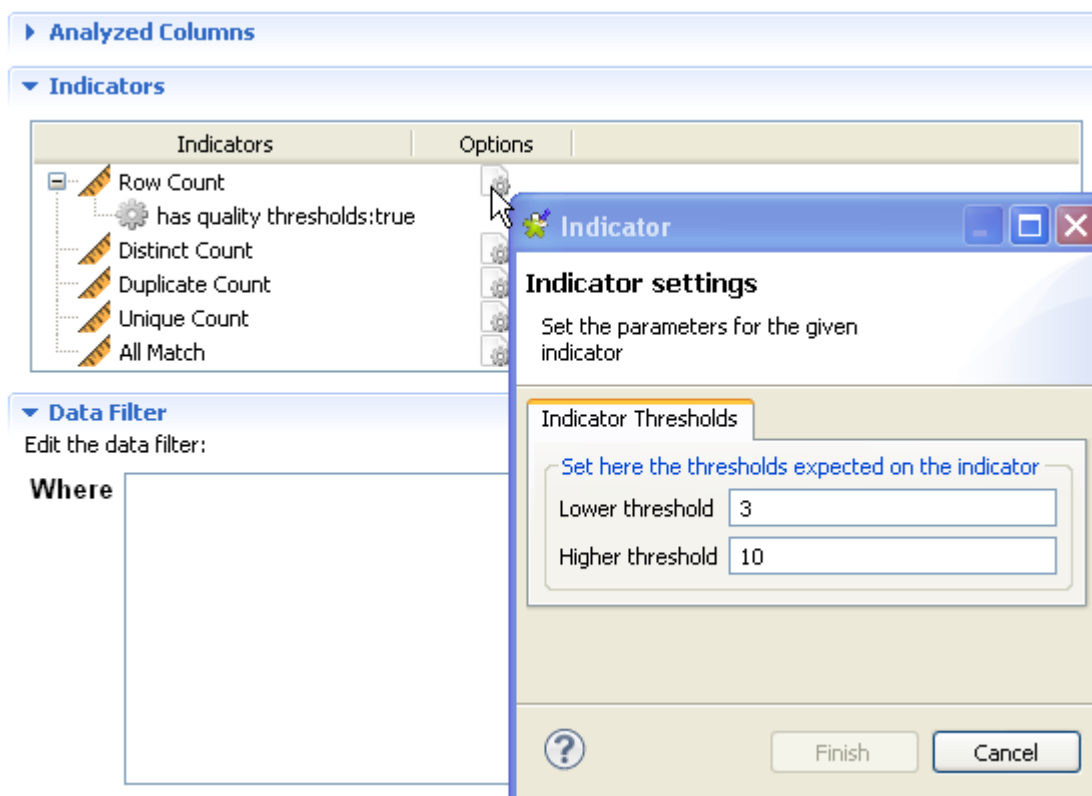 Analyzed Columns
Indicators
Indicators Options
Row Count
has quality thresholds:true
Distinct Count
Duplicate Count
Unique Count
All Match
Data Filter
Edit the data filter:
Where
Indicator
Indicator settings
Set the parameters for the given
indicator
Indicator Thresholds
Set here the thresholds expected on the indicator
Lower threshold 3
Higher threshold 10
? Finish Cancel